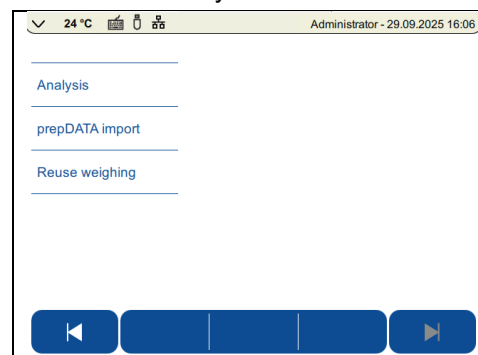 24 °C
Administrator - 29.09.2025 16:06
Analysis
prepDATA import
Reuse weighing